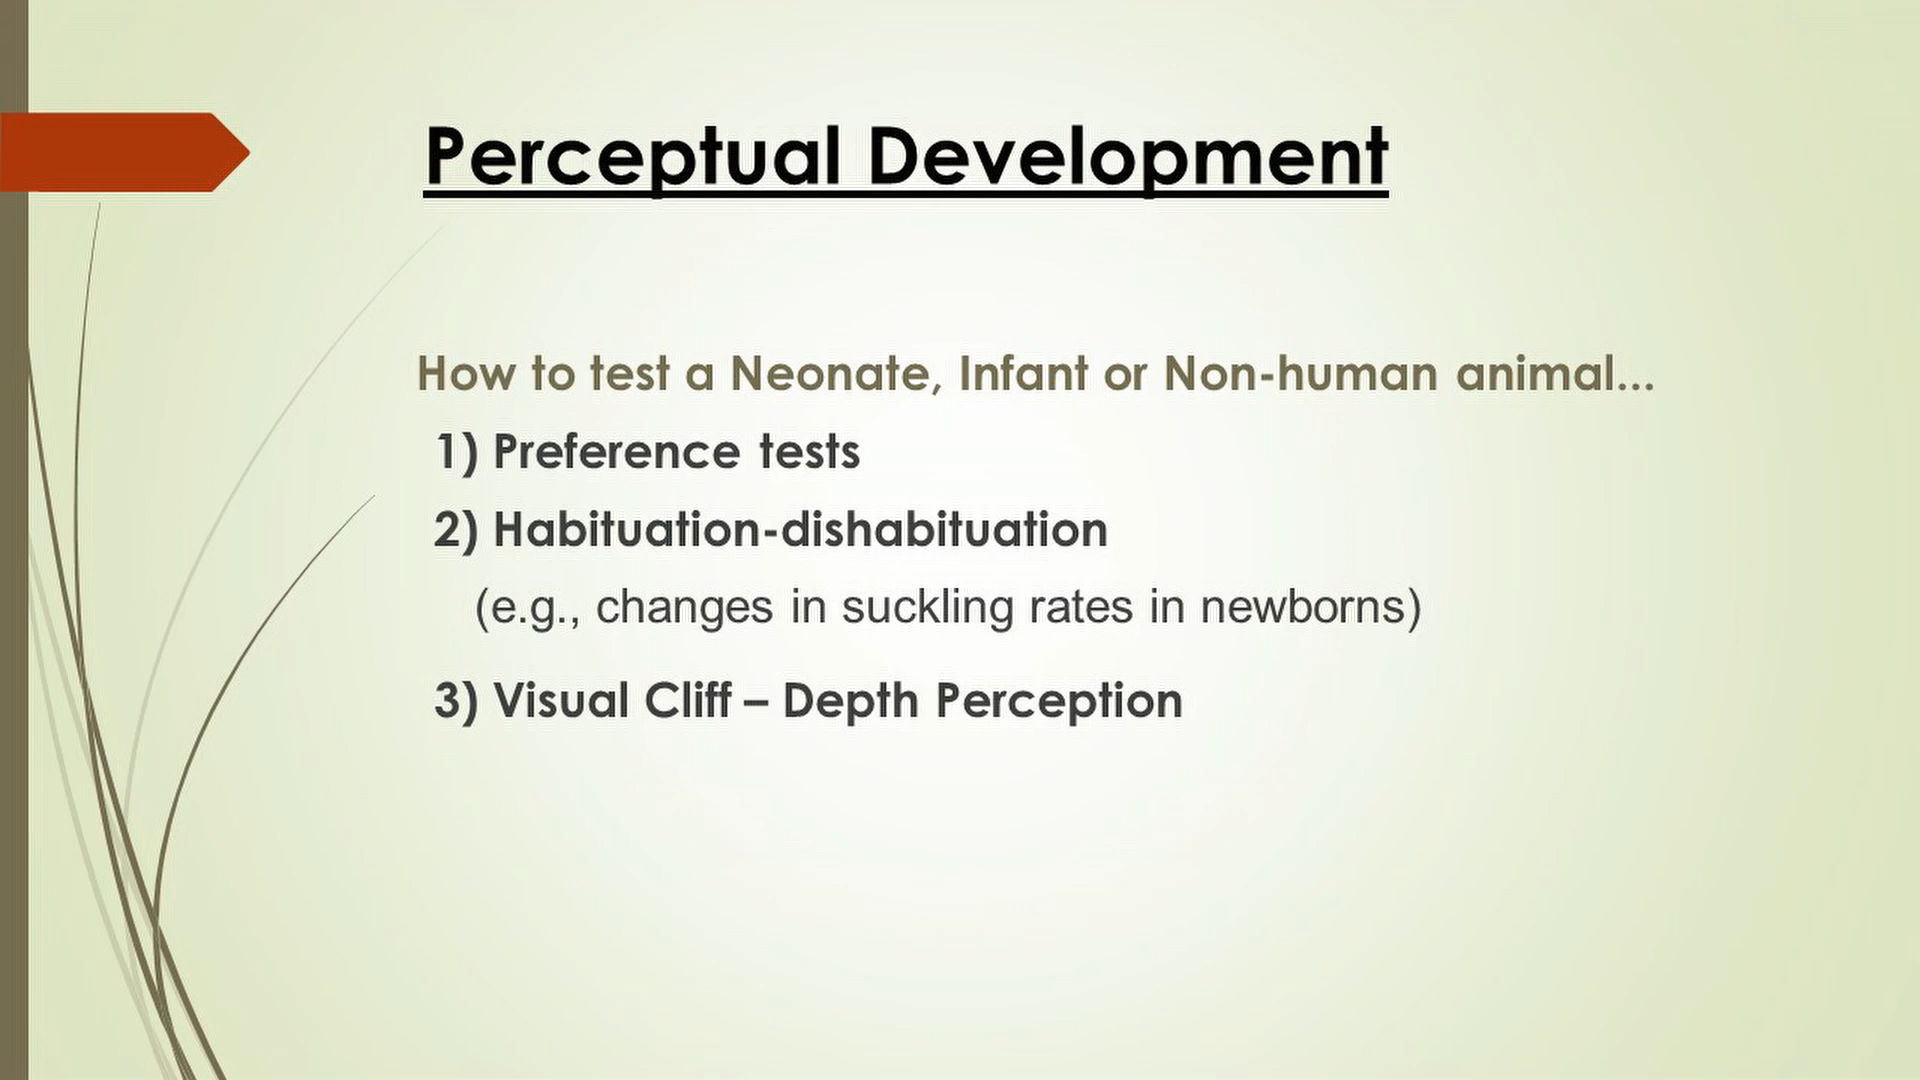 Perceptual Development
How to test a Neonate, Infant or Non-human animal...
1) Preference tests
2) Habituation-dishabituation
(e.g., changes in suckling rates in newborns)
3) Visual Cliff – Depth Perception